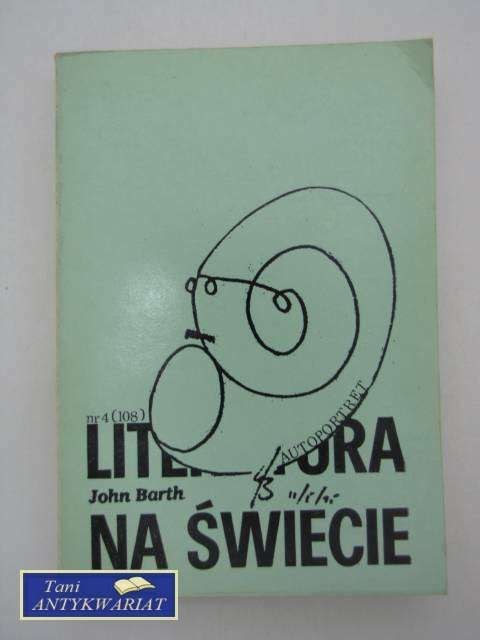 AUTOPORTRET
nr 4 (108)
LITERATURA
John Barth
NA ŚWIECIE
Tani
ANTYKWARIAT